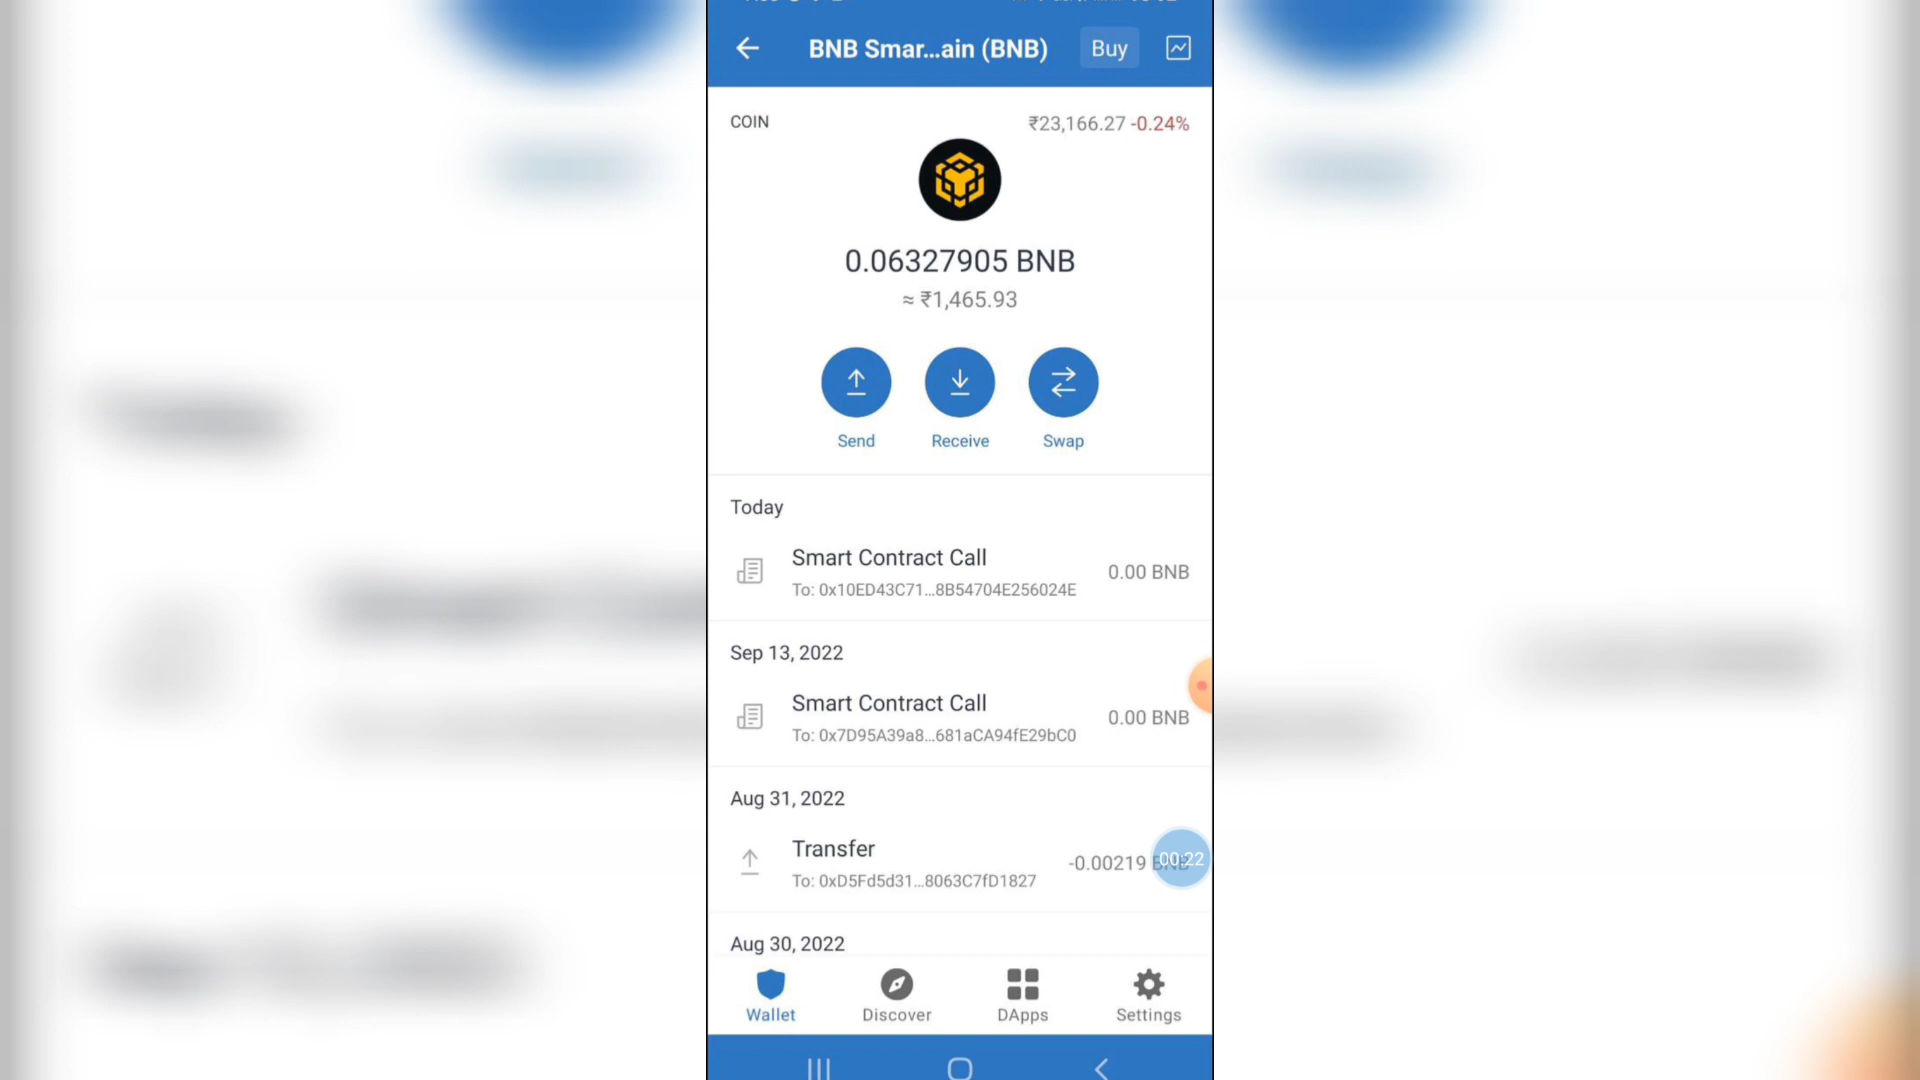 BNB Smar...ain (BNB)
Buy
COIN
₹23,166.27 -0.24%
0.06327905 BNB
≈ ₹1,465.93
Send
Receive
Swap
Today
Smart Contract Call
0.00 BNB
To: 0x10ED43C71...8B54704E256024E
Sep 13, 2022
Smart Contract Call
0.00 BNB
To: 0x7D95A39a8...681aCA94fE29bC0
Aug 31, 2022
Transfer
-0.00219 BNB
00:22
To: 0xD5Fd5d31...8063C7fD1827
Aug 30, 2022
Wallet
Discover
DApps
Settings